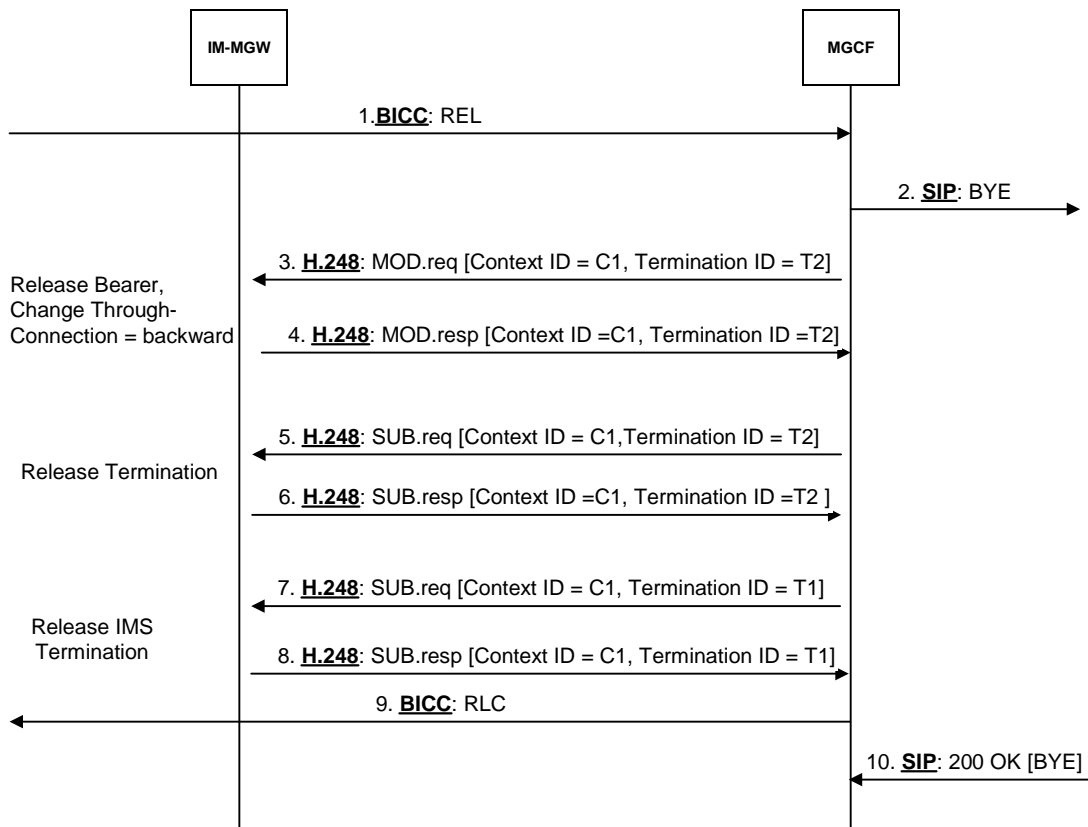 IM-MGW
MGCF
1.BICC: REL
2. SIP: BYE
3. H.248: MOD.req [Context ID = C1, Termination ID = T2]
Release Bearer,
Change Through-
Connection = backward
4. H.248: MOD.resp [Context ID =C1, Termination ID =T2]
5. H.248: SUB.req [Context ID = C1,Termination ID = T2]
Release Termination
6. H.248: SUB.resp [Context ID =C1, Termination ID =T2 ]
7. H.248: SUB.req [Context ID = C1, Termination ID = T1]
Release IMS
Termination
8. H.248: SUB.resp [Context ID = C1, Termination ID = T1]
9. BICC: RLC
10. SIP: 200 OK [BYE]